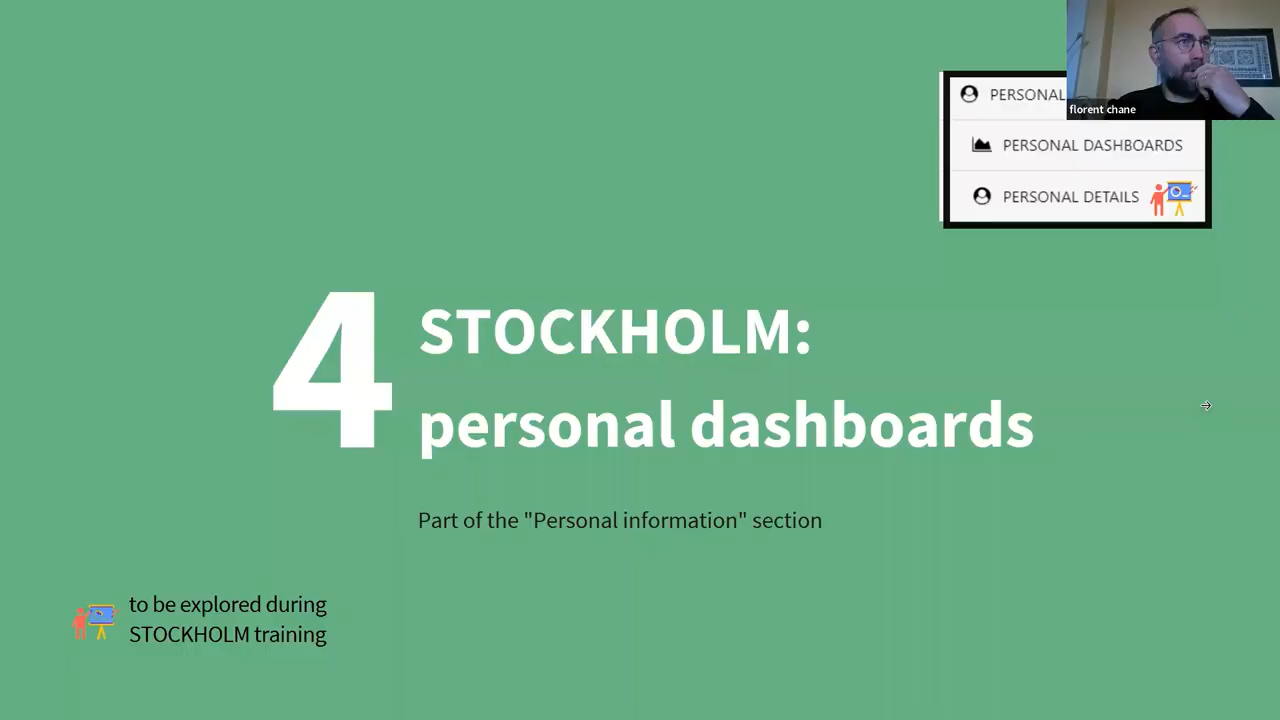 PERSONAL
florent chane
PERSONAL DASHBOARDS
PERSONAL DETAILS
4
STOCKHOLM:
personal dashboards
Part of the "Personal information" section
to be explored during
STOCKHOLM training